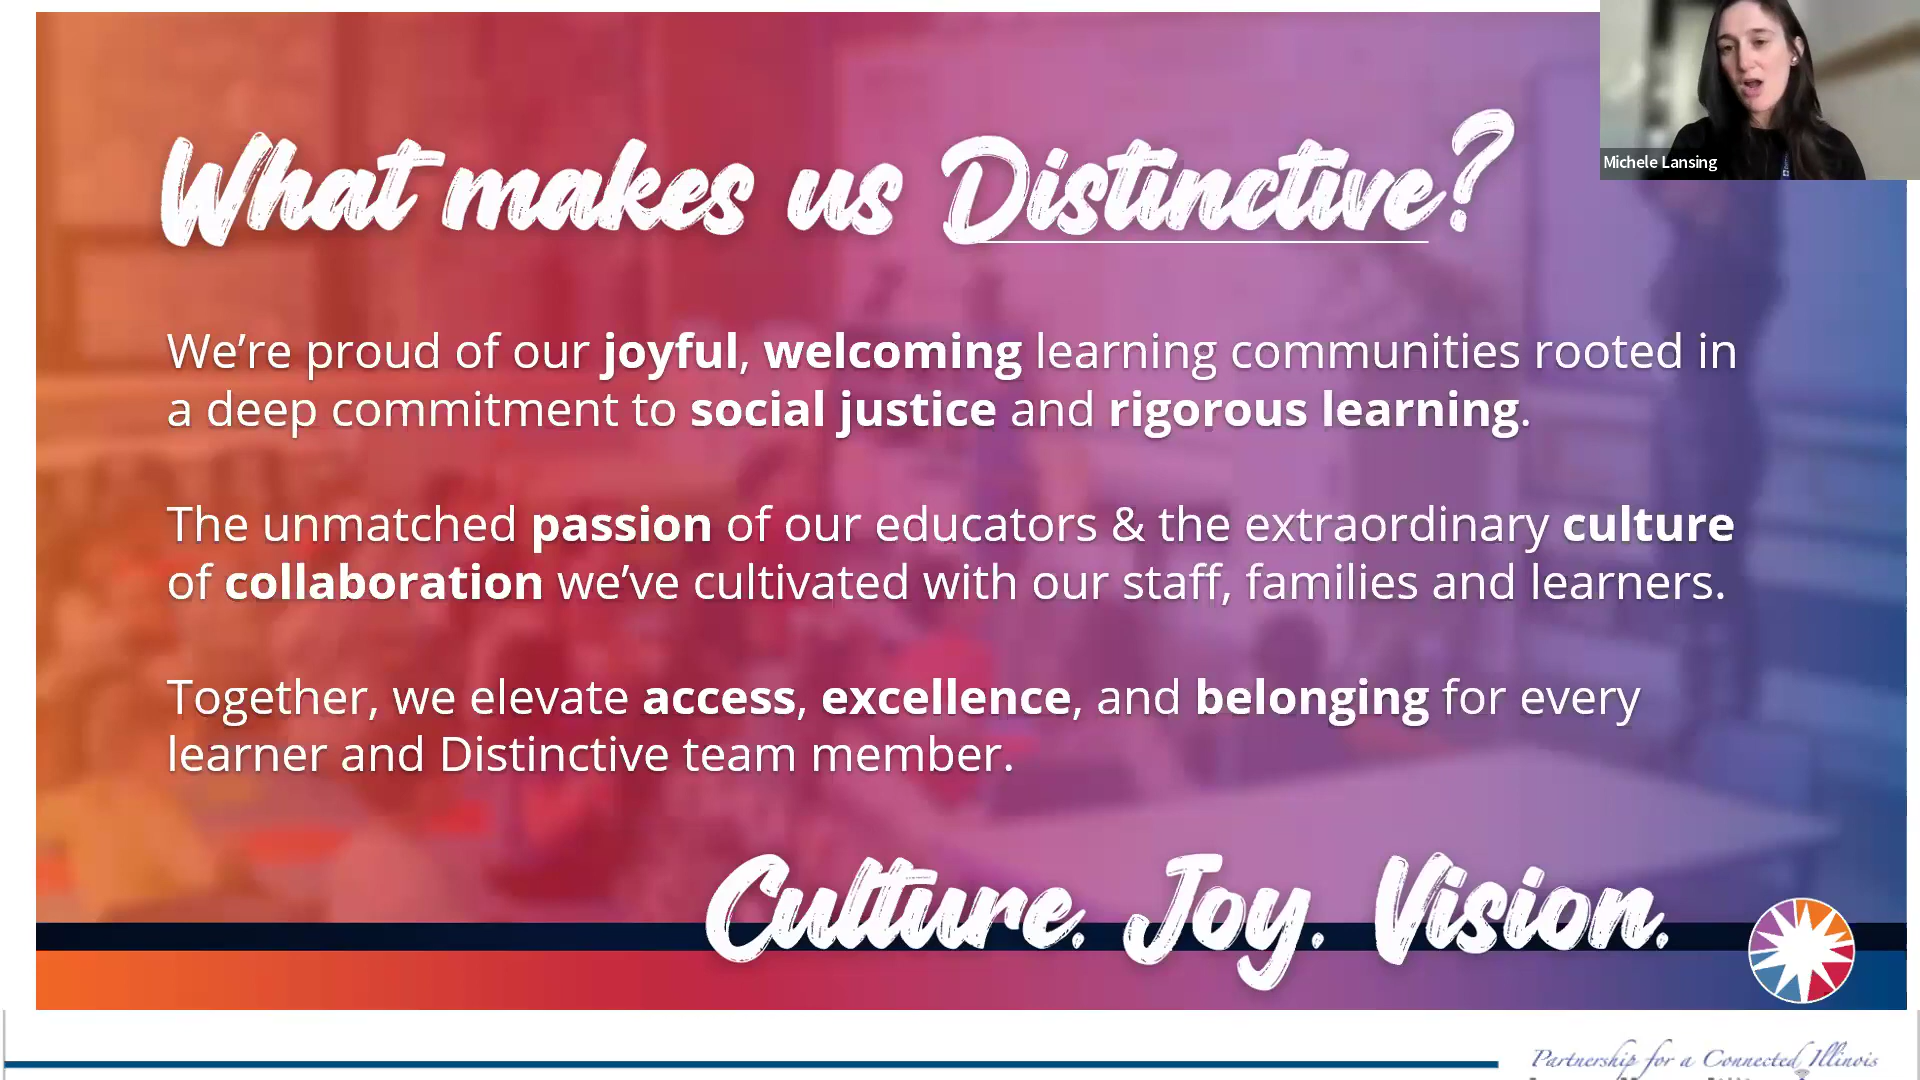 What makes us Distinctive?
Michele Lansing
We’re proud of our joyful, welcoming learning communities rooted in
a deep commitment to social justice and rigorous learning.
The unmatched passion of our educators & the extraordinary culture
of collaboration we’ve cultivated with our staff, families and learners.
Together, we elevate access, excellence, and belonging for every
learner and Distinctive team member.
Culture. Joy. Vision.
Partnership for a Connected Illinois